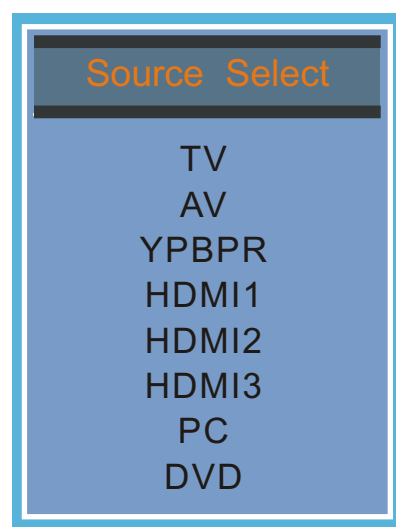 Source Select
TV
AV
YPBPR
HDMI1
HDMI2
HDMI3
PC
DVD